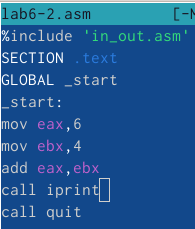 lab6-2.asm [-M
%include 'in_out.asm'
SECTION .text
GLOBAL _start
_start:
mov eax,6
mov ebx,4
add eax,ebx
call iprint
call quit